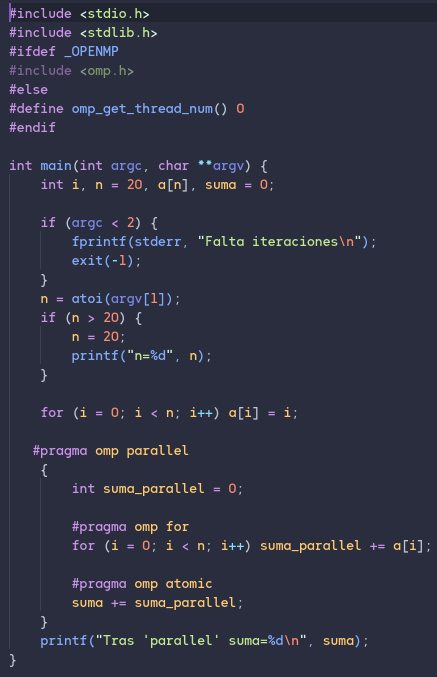 #include <stdio.h>
#include <stdlib.h>
#ifdef _OPENMP
#include <omp.h>
#else
#define omp_get_thread_num() 0
#endif
int main(int argc, char **argv) {
int i, n = 20, a[n], suma = 0;
if (argc < 2) {
fprintf(stderr, "Falta iteraciones\n");
exit(-1);
}
n = atoi(argv[1]);
if (n > 20) {
n = 20;
printf("n=%d", n);
}
for (i = 0; i < n; i++) a[i] = i;
#pragma omp parallel
{
int suma_parallel = 0;
#pragma omp for
for (i = 0; i < n; i++) suma_parallel += a[i];
#pragma omp atomic
suma += suma_parallel;
}
printf("Tras 'parallel' suma=%d\n", suma);
}